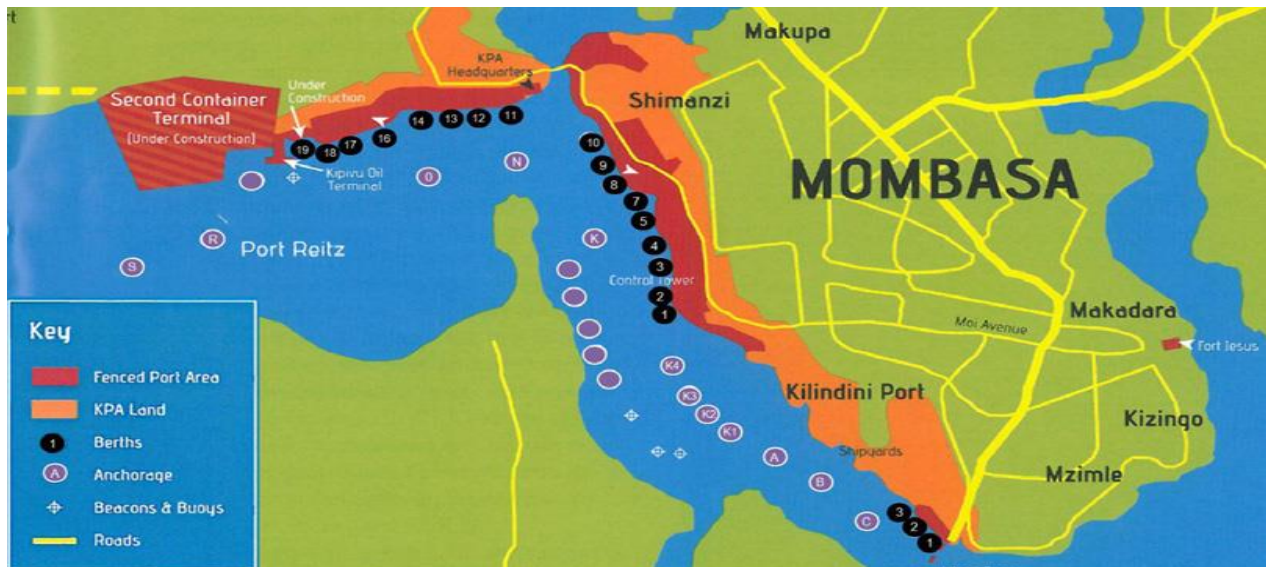 rt
Makupa
KPA
Headquarters
Under
Construction
Second Container
Terminal
(Under Construction)
Shimanzi
14
13
12
11
16
17
18
19
10
9
8
7
5
4
3
2
1
Kipivu Oil
Terminal
O
N
MOMBASA
R
S
Port Reitz
K
Control Tower
Makadara
Moi Avenue
Fort Jesus
K4
K3
K2
K1
A
B
C
Kilindini Port
Kizingo
Shipyards
Mzimle
3
2
1
Key
Fenced Port Area
KPA Land
1 Berths
A Anchorage
Beacons & Buoys
Roads